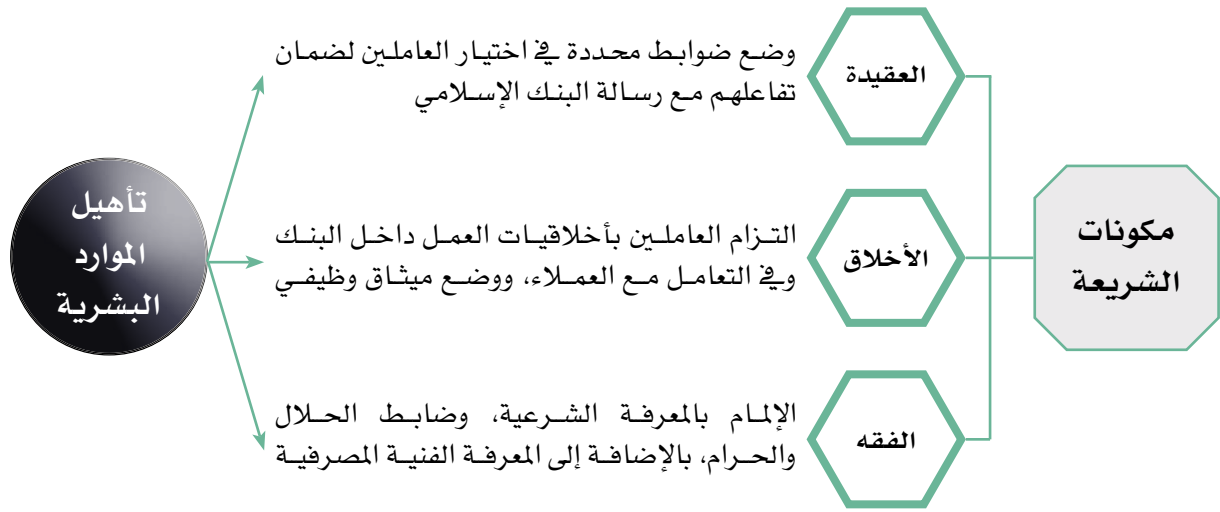 مكونات
الشريعة
العقيدة
وضع ضوابط محددة في اختيار العاملين لضمان
تفاعلهم مع رسالة البنك الإسلامي
الأخلاق
التزام العاملين بأخلاقيات العمل داخل البنك
وفي التعامل مع العملاء، ووضع ميثاق وظيفي
الفقه
الإلمام بالمعرفة الشرعية، وضابط الحلال
والحرام، بالإضافة إلى المعرفة الفنية المصرفية
تأهيل
الموارد
البشرية